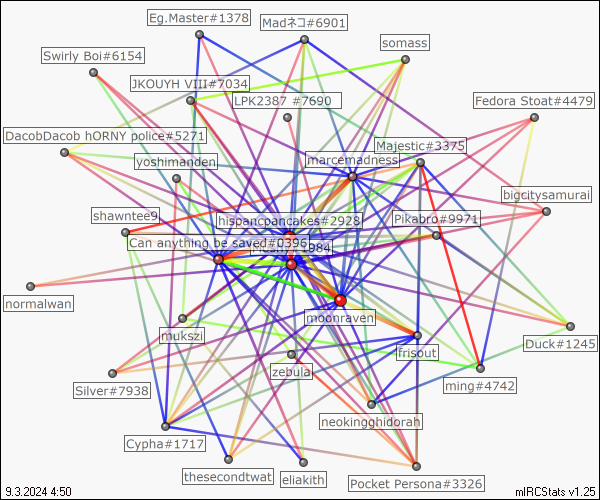 Eg.Master#1378
Madネコ#6901
somass
Swirly Boi#6154
JKOUYH VIII#7034
LPK2387 #7690
Fedora Stoat#4479
DacobDacob hORNY police#5271
Majestic#3375
yoshimanden
marcemadness
bigcitysamurai
shawntee9
hispancpancakes#2928
Pikabro#9971
Can anything be saved#0396
normalwan
moonraven
mukszi
frisout
Duck#1245
zebula
Silver#7938
ming#4742
neokingghidorah
Cypha#1717
thesecondtwat
eliakith
Pocket Persona#3326
9.3.2024 4:50
mIRCStats v1.25